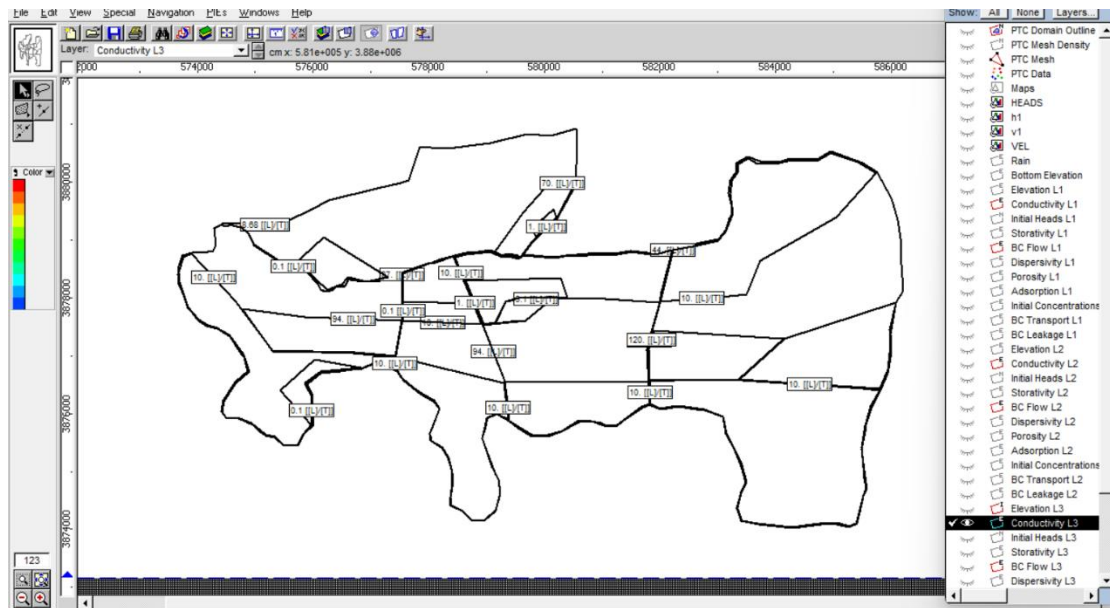 File Edit View Special Navigation PIEs Windows Help
Show: All None Layers...
Layer: Conductivity L3 cm x: 5.81e+005 y: 3.88e+006
2000 574000 576000 578000 580000 582000 584000 586000
3880000
3878000
3876000
3874000
Color
123
70. [[L]/[T]]
8.68 [[L]/[T]]
1. [[L]/[T]]
44. [[L]/[T]]
0.1 [[L]/[T]]
10. [[L]/[T]]
[[L]/[T]]
10. [[L]/[T]]
1. [[L]/[T]]
0.1 [[L]/[T]]
10. [[L]/[T]]
0.1 [[L]/[T]]
94. [[L]/[T]]
10. [[L]/[T]]
120. [[L]/[T]]
94. [[L]/[T]]
10. [[L]/[T]]
10. [[L]/[T]]
10. [[L]/[T]]
0.1 [[L]/[T]]
10. [[L]/[T]]
PTC Domain Outline
PTC Mesh Density
PTC Mesh
PTC Data
Maps
HEADS
h1
v1
VEL
Rain
Bottom Elevation
Elevation L1
Conductivity L1
Initial Heads L1
Storativity L1
BC Flow L1
Dispersivity L1
Porosity L1
Adsorption L1
Initial Concentrations
BC Transport L1
BC Leakage L1
Elevation L2
Conductivity L2
Initial Heads L2
Storativity L2
BC Flow L2
Dispersivity L2
Porosity L2
Adsorption L2
Initial Concentrations
BC Transport L2
BC Leakage L2
Elevation L3
Conductivity L3
Initial Heads L3
Storativity L3
BC Flow L3
Dispersivity L3